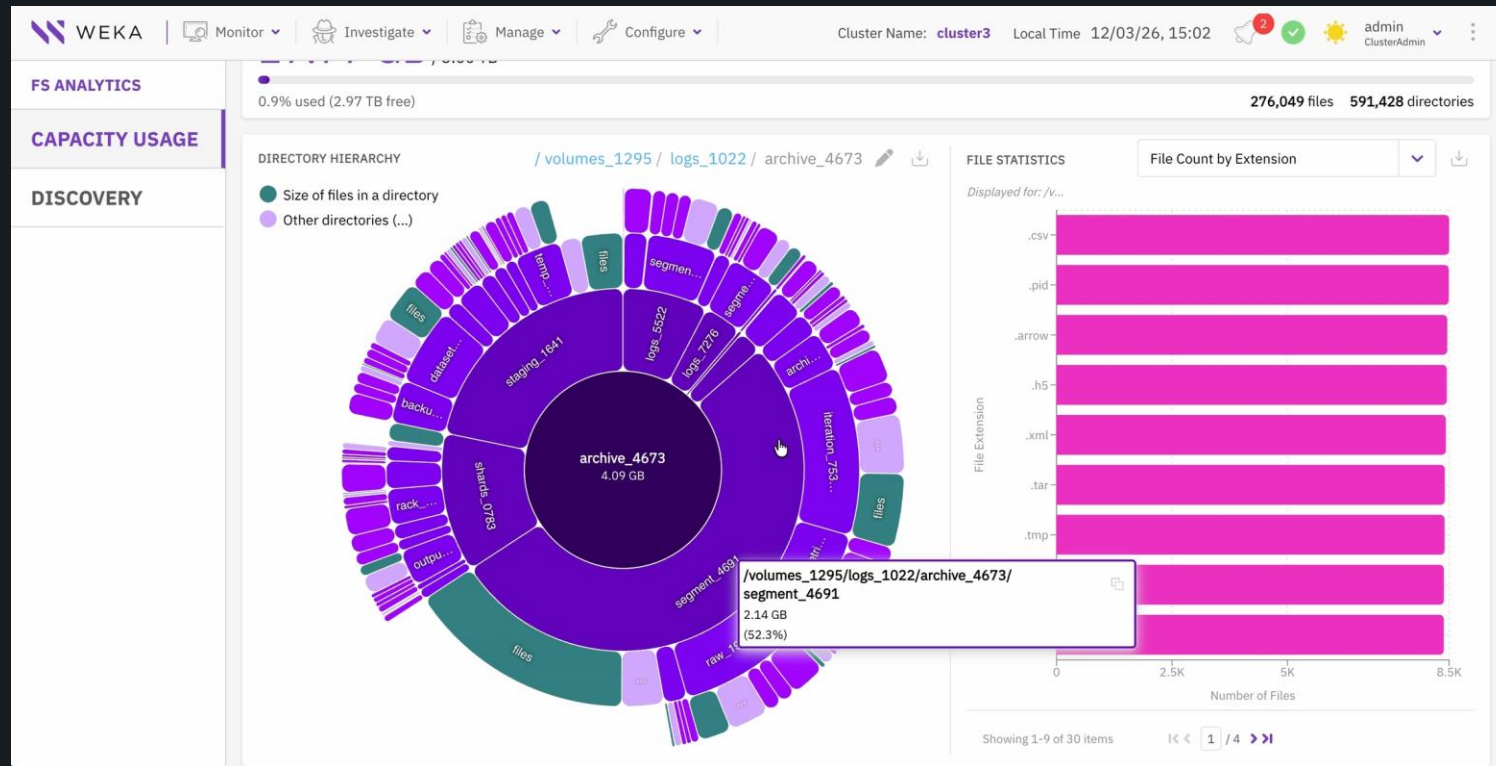 WEKA
Monitor
Investigate
Manage
Configure
Cluster Name: cluster3
Local Time 12/03/26, 15:02
2
admin
ClusterAdmin
FS ANALYTICS
CAPACITY USAGE
DISCOVERY
0.9% used (2.97 TB free)
276,049 files 591,428 directories
DIRECTORY HIERARCHY
/ volumes_1295 / logs_1022 / archive_4673
Size of files in a directory
Other directories (...)
archive_4673
4.09 GB
logs_5522
logs_7276
segment_4691
shards_0783
staging_1641
files
segmen...
segme...
archi...
iteration_753...
...
files
...
...
files
outpu...
rack_...
backu...
dataset...
files
temp_...
/volumes_1295/logs_1022/archive_4673/
segment_4691
2.14 GB
(52.3%)
FILE STATISTICS
File Count by Extension
Displayed for: /v...
File Extension
.csv
.pid
.arrow
.h5
.xml
.tar
.tmp
0
2.5K
5K
8.5K
Number of Files
Showing 1-9 of 30 items
1 / 4